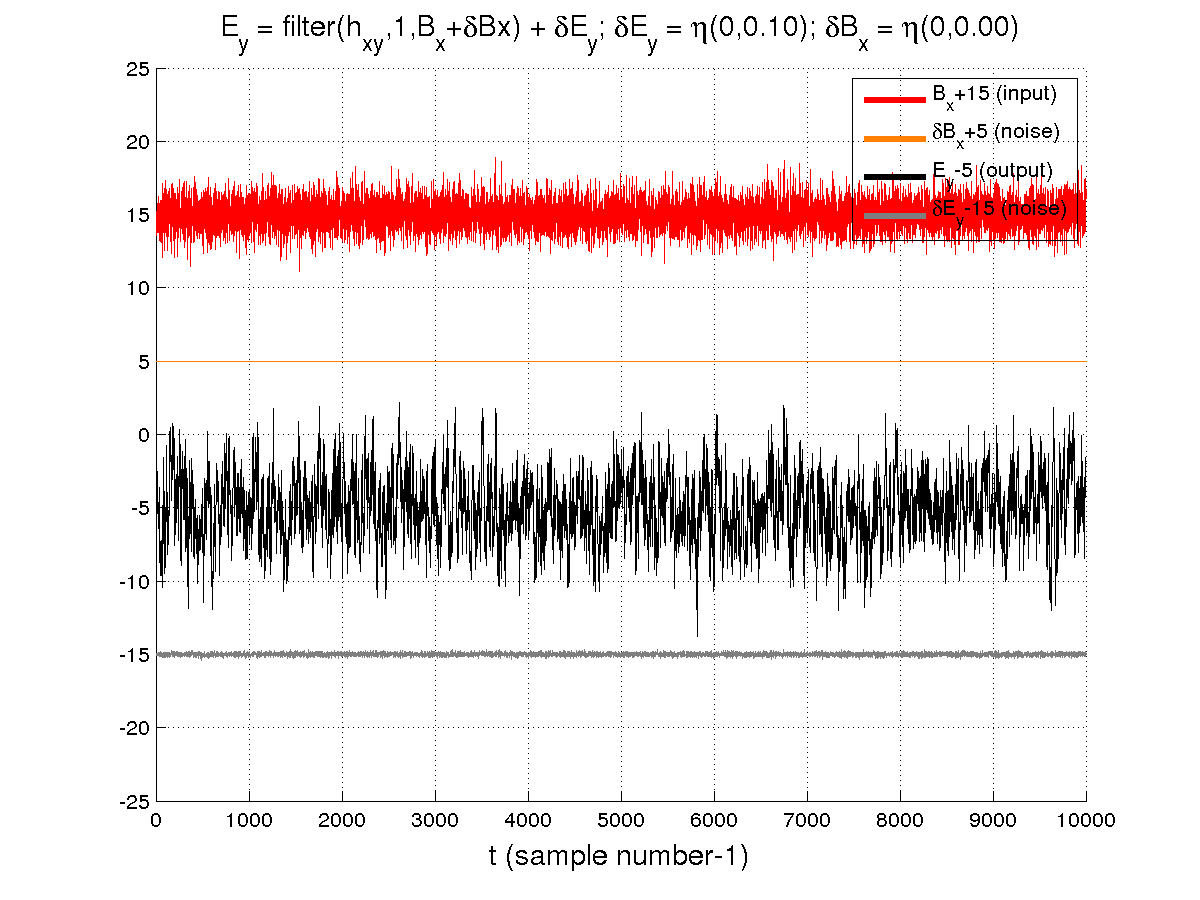 E_y = filter(h_xy,1,B_x+δBx) + δE_y; δE_y = η(0,0.10); δB_x = η(0,0.00)
25
20
15
10
5
0
-5
-10
-15
-20
-25
B_x+15 (input)
δB_x+5 (noise)
E_y-5 (output)
δE_y-15 (noise)
0 1000 2000 3000 4000 5000 6000 7000 8000 9000 10000
t (sample number-1)